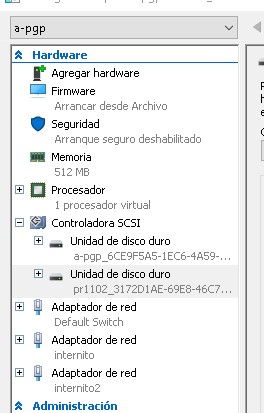 a-pgp
Hardware
Agregar hardware
Firmware
Arrancar desde Archivo
Seguridad
Arranque seguro deshabilitado
Memoria
512 MB
Procesador
1 procesador virtual
Controladora SCSI
Unidad de disco duro
a-pgp_6CE9F5A5-1EC6-4A59-...
Unidad de disco duro
pr1102_3172D1AE-69E8-46C7...
Adaptador de red
Default Switch
Adaptador de red
internito
Adaptador de red
internito2
Administración